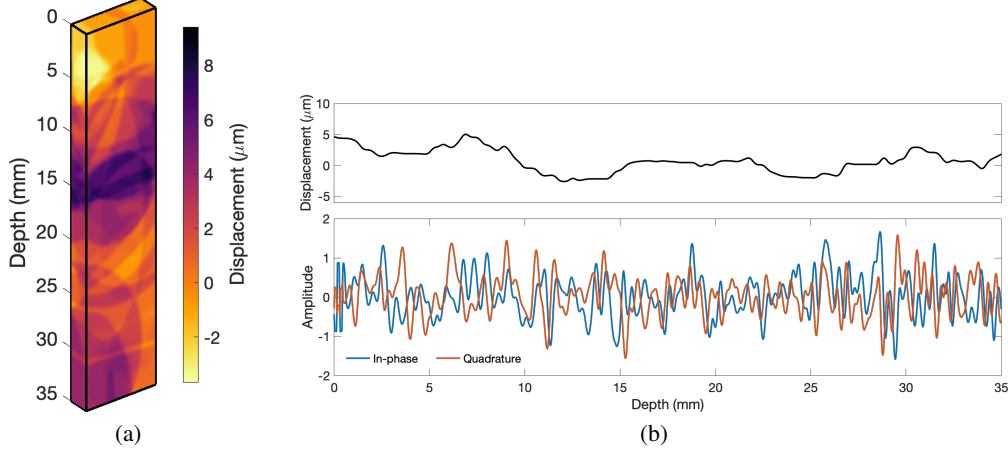 0
5
10
15
20
25
30
35
Depth (mm)
8
6
4
2
0
-2
Displacement (μm)
(a)
10
5
0
-5
Displacement (μm)
2
1
0
-1
-2
Amplitude
In-phase
Quadrature
0 5 10 15 20 25 30 35
Depth (mm)
(b)